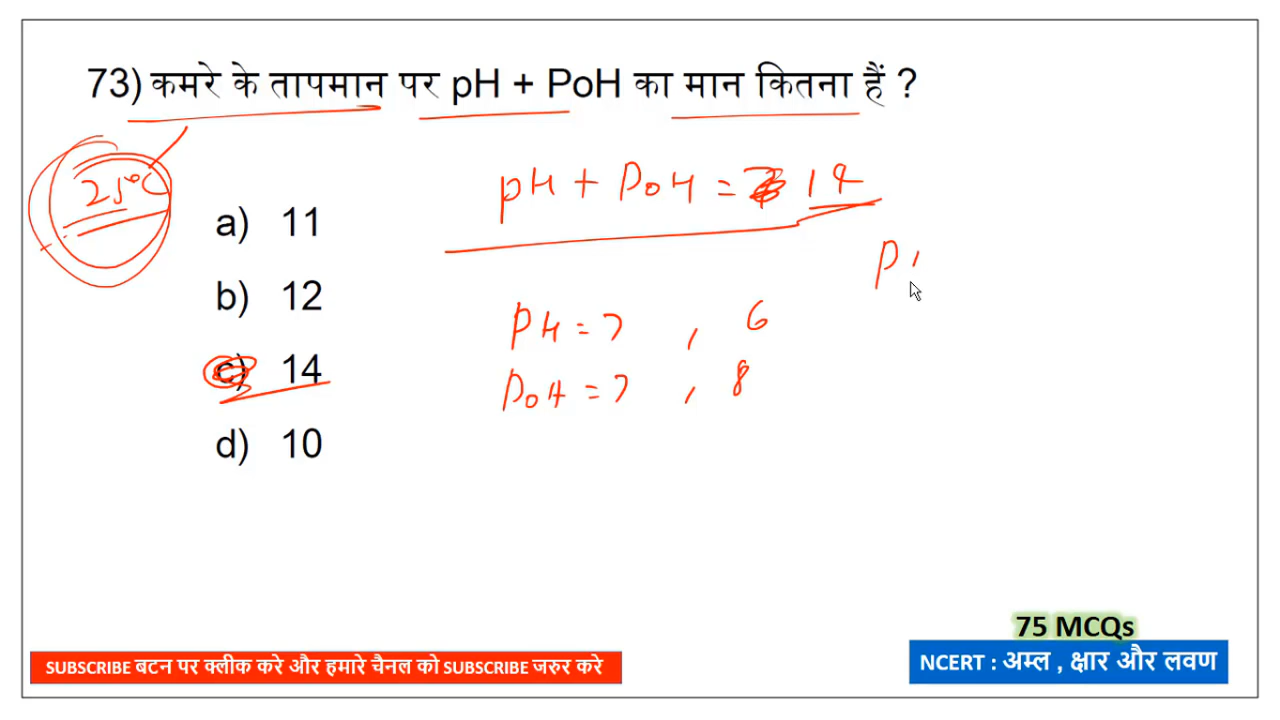 73) कमरे के तापमान पर pH + PoH का मान कितना हैं ?
25°C
pH + PoH = 14
a) 11
P
b) 12
PH = 7 , 6
c) 14
PoH = 7 , 8
d) 10
75 MCQs
SUBSCRIBE बटन पर क्लीक करे और हमारे चैनल को SUBSCRIBE जरुर करे
NCERT : अम्ल , क्षार और लवण